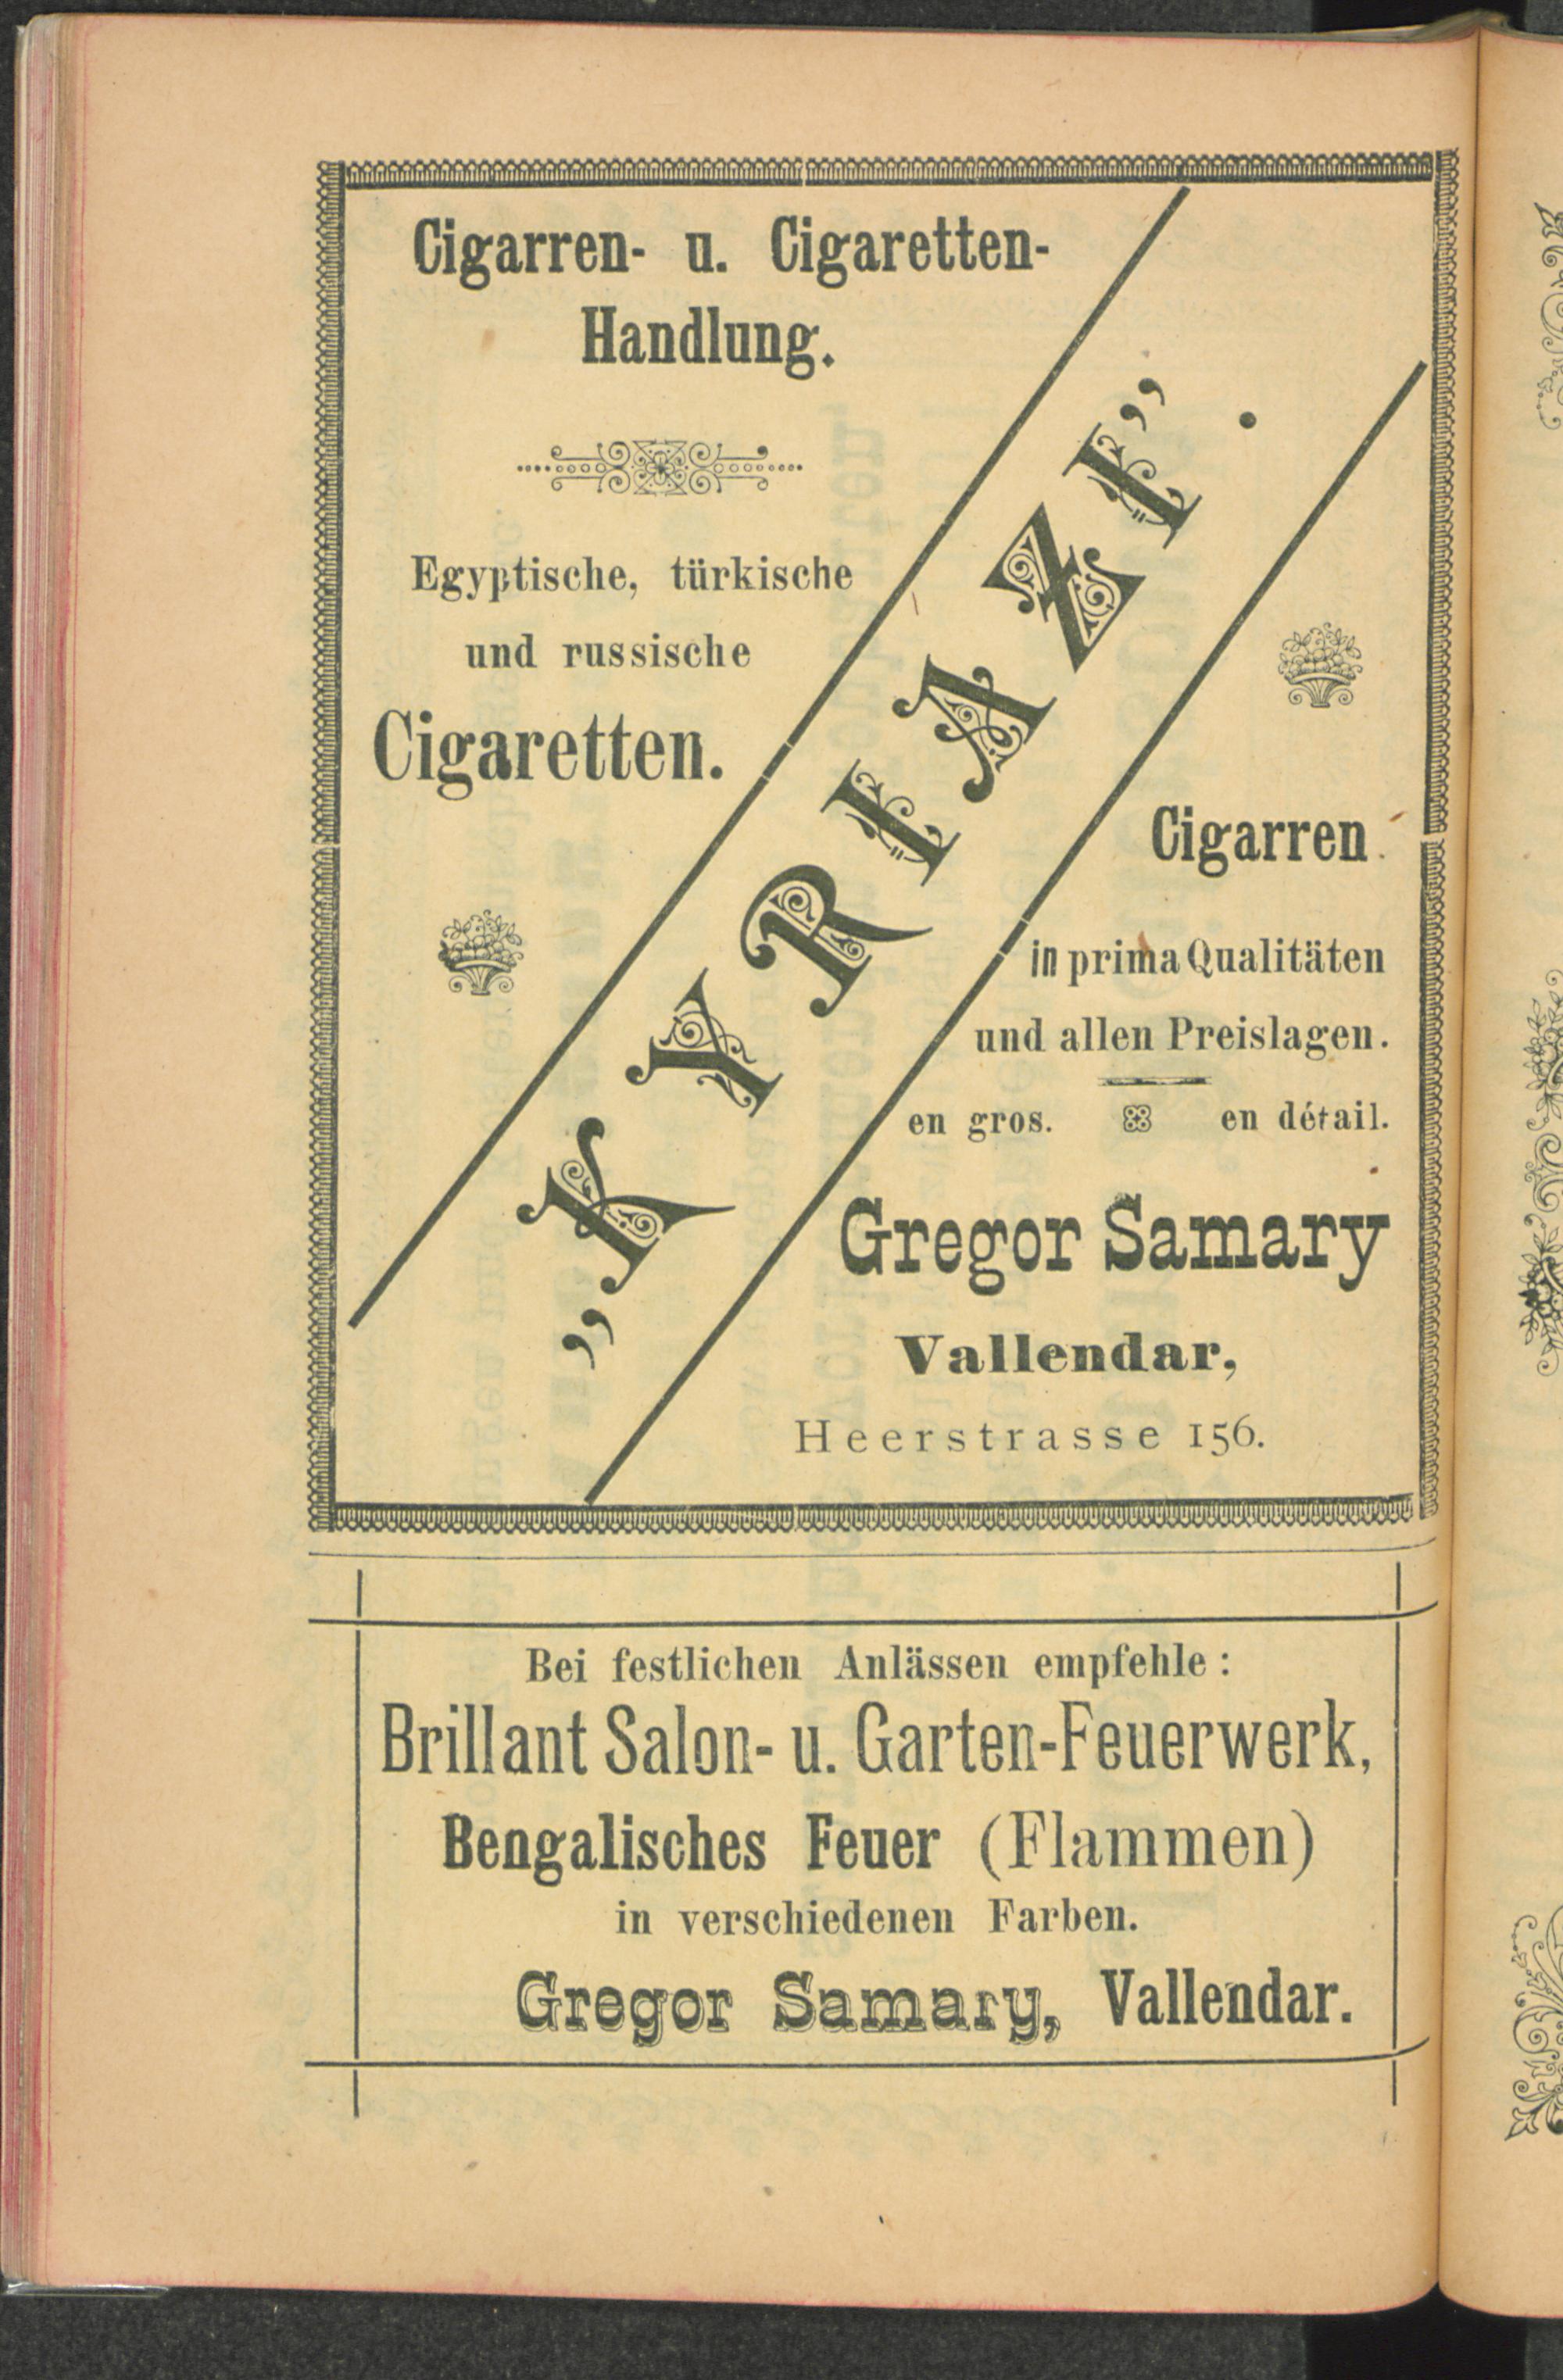 Cigarren- u. Cigaretten-
Handlung.
Egyptische, türkische
und russische
Cigaretten.
„KYRIAZI”.
Cigarren.
in prima Qualitäten
und allen Preislagen.
en gros. en détail.
Gregor Samary
Vallendar,
Heerstrasse 156.
Bei festlichen Anlässen empfehle:
Brillant Salon- u. Garten-Feuerwerk,
Bengalisches Feuer (Flammen)
in verschiedenen Farben.
Gregor Samary, Vallendar.